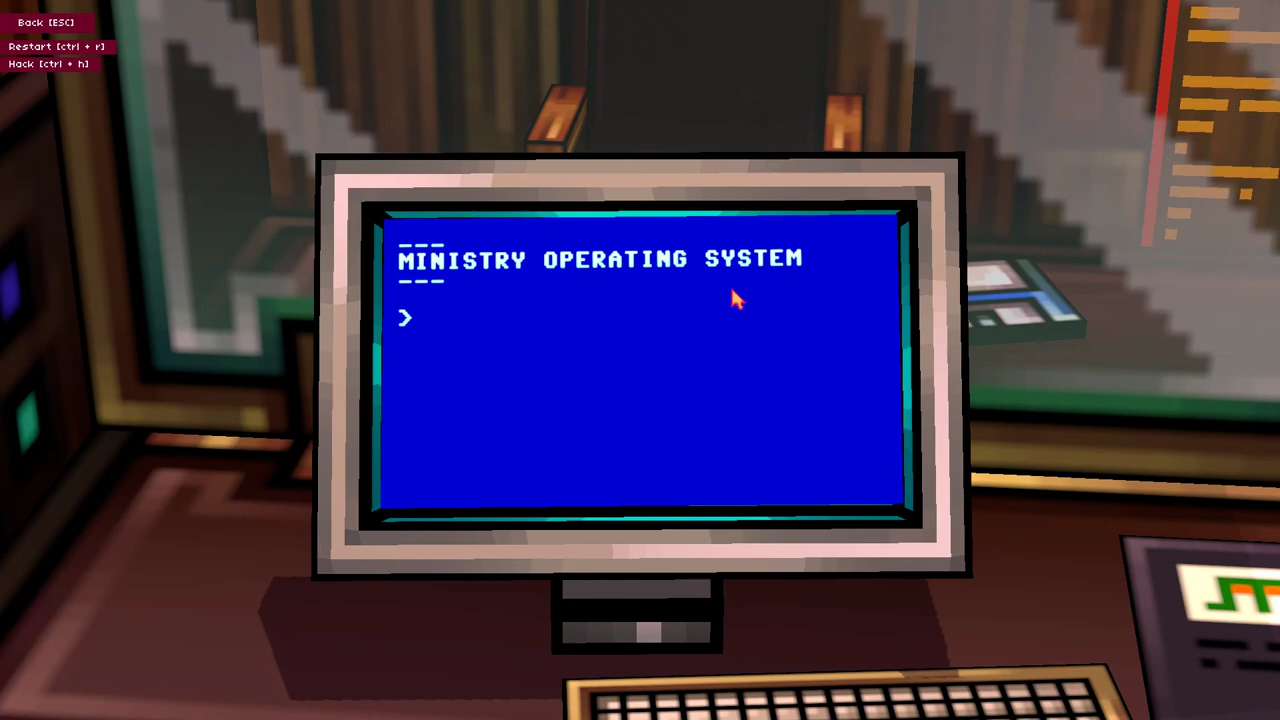 Back [ESC]
Restart [ctrl + r]
Hack [ctrl + h]
---
MINISTRY OPERATING SYSTEM
---
>